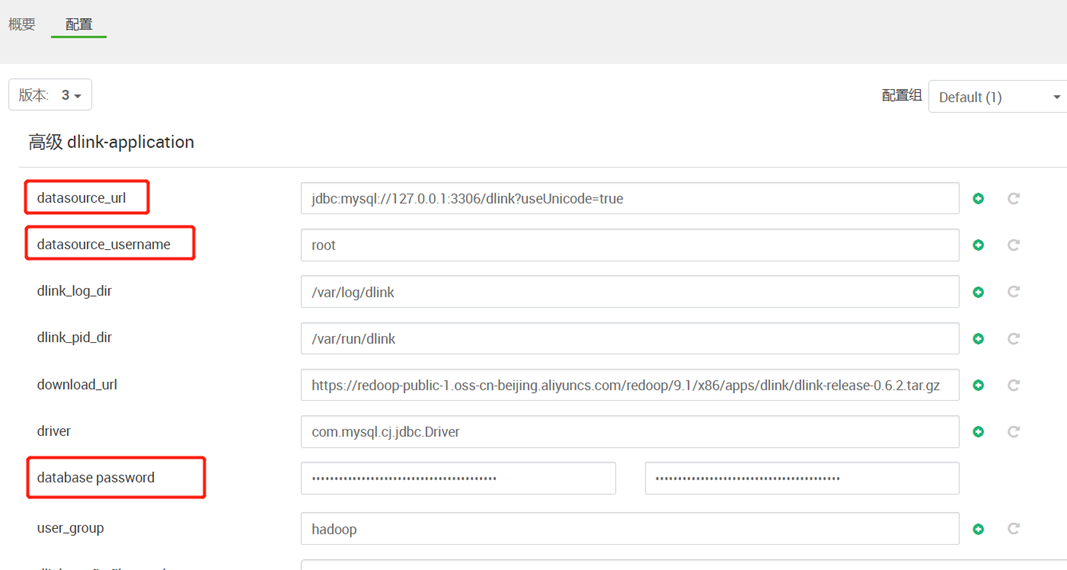 概要 配置
版本: 3 配置组 Default (1)
高级 dlink-application
datasource_url jdbc:mysql://127.0.0.1:3306/dlink?useUnicode=true
datasource_username root
dlink_log_dir /var/log/dlink
dlink_pid_dir /var/run/dlink
download_url https://redoop-public-1.oss-cn-beijing.aliyuncs.com/redoop/9.1/x86/apps/dlink/dlink-release-0.6.2.tar.gz
driver com.mysql.cj.jdbc.Driver
database password
user_group hadoop